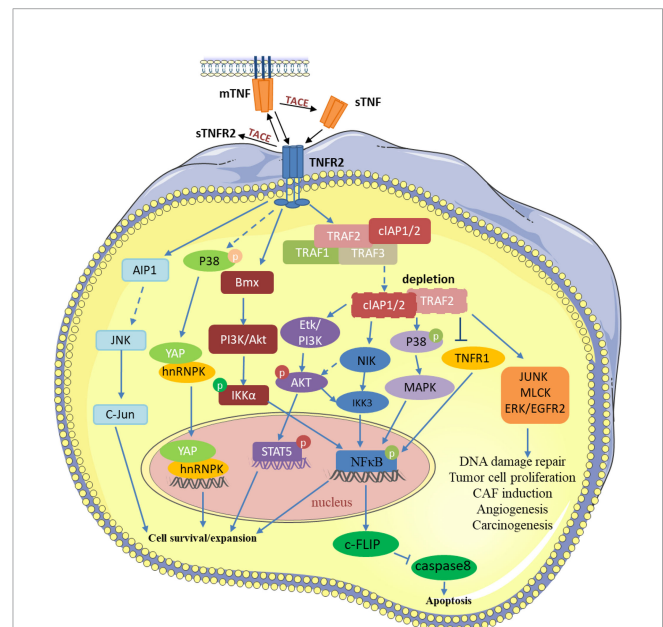 mTNF
TACE
sTNF
sTNFR2
TACE
TNFR2
TRAF2
cIAP1/2
TRAF1
TRAF3
AIP1
P38
p
Bmx
depletion
cIAP1/2
TRAF2
Etk/
PI3K
P38
p
JNK
PI3K/Akt
NIK
TNFR1
YAP
hnRNPK
p
AKT
MAPK
JUNK
MLCK
ERK/EGFR2
p
IKKα
IKK3
C-Jun
YAP
hnRNPK
STAT5
p
NFκB
p
nucleus
DNA damage repair
Tumor cell proliferation
CAF induction
Angiogenesis
Carcinogenesis
Cell survival/expansion
c-FLIP
caspase8
Apoptosis